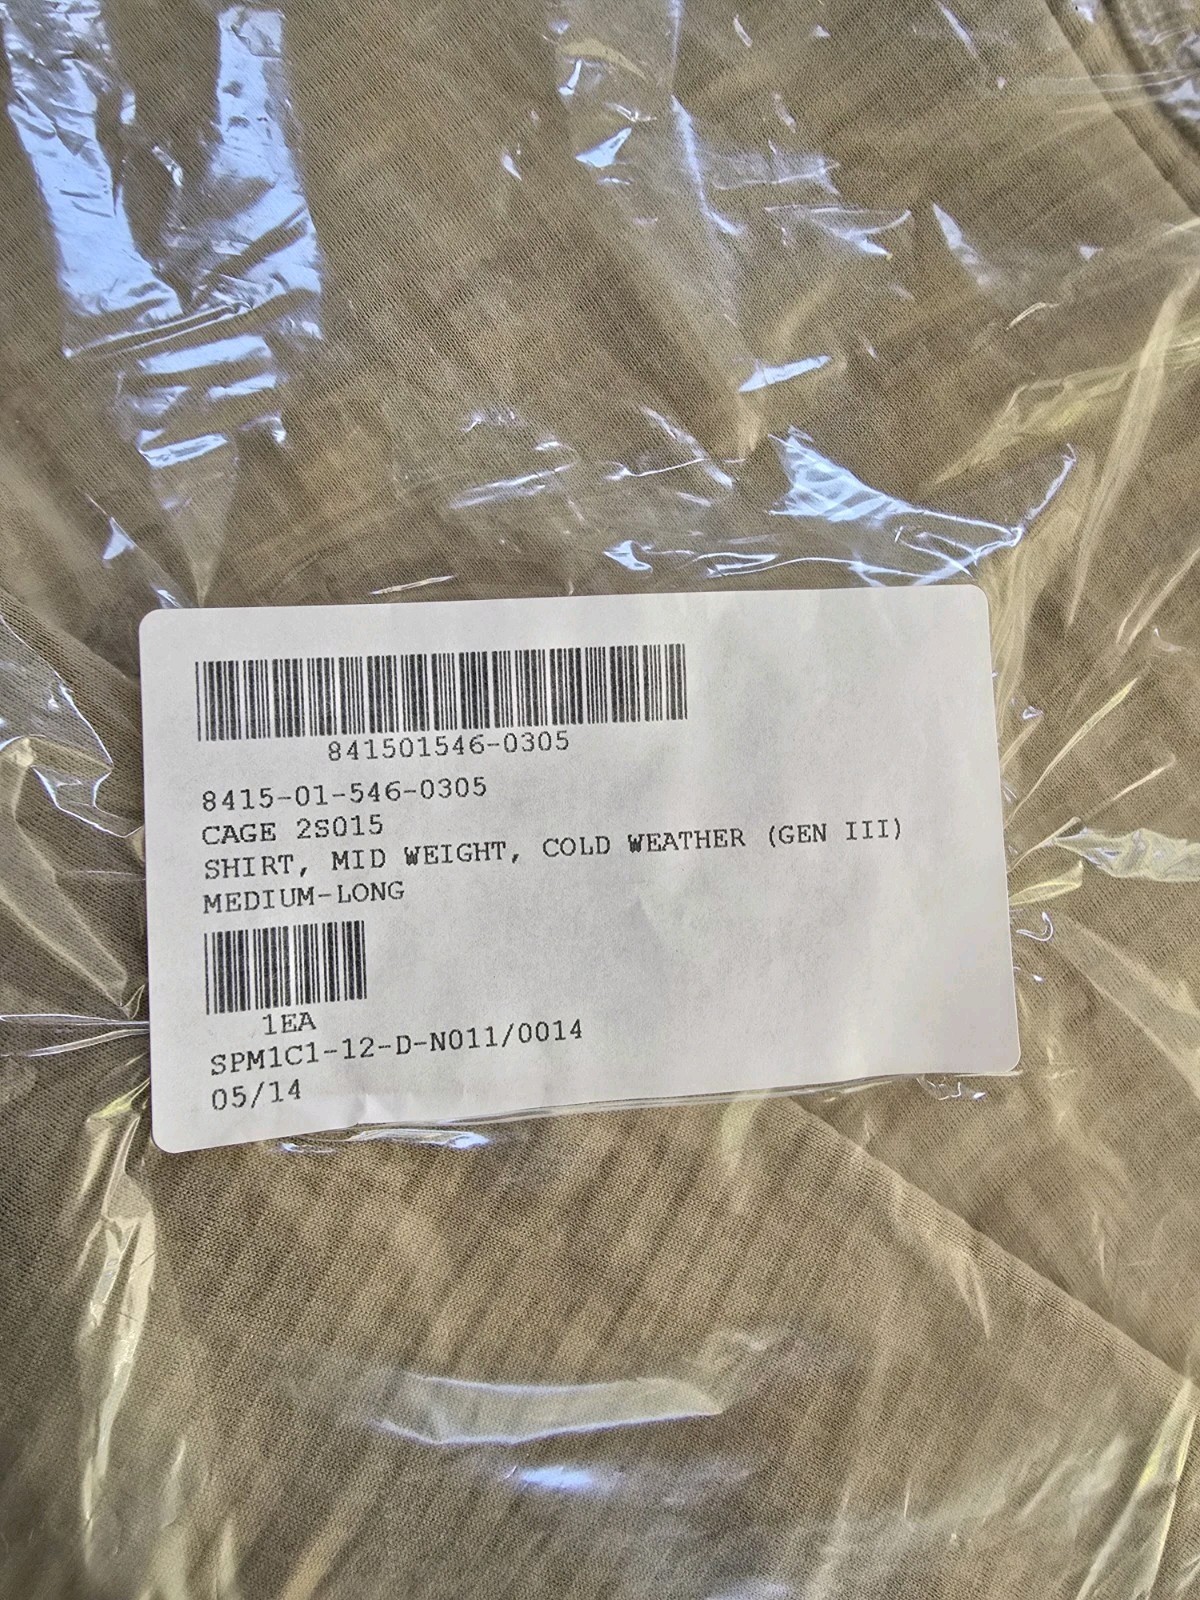 841501546-0305
8415-01-546-0305
CAGE 2S015
SHIRT, MID WEIGHT, COLD WEATHER (GEN III)
MEDIUM-LONG
1EA
SPM1C1-12-D-N011/0014
05/14